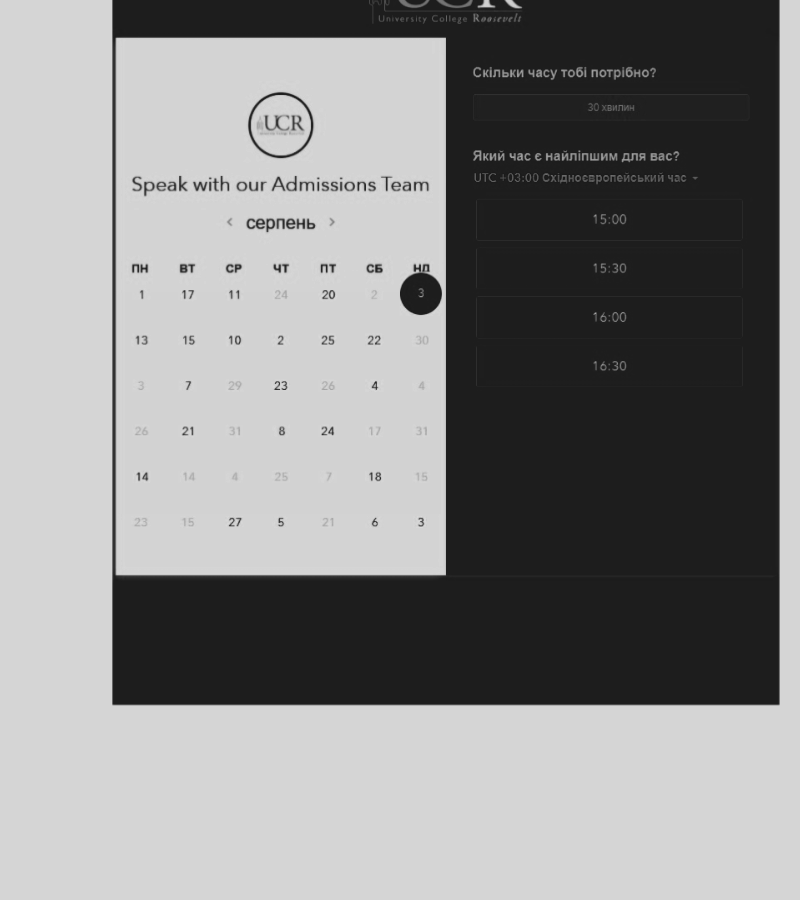 UCR
University College Roosevelt
UCR
Speak with our Admissions Team
< серпень >
ПН ВТ СР ЧТ ПТ СБ НД
1 17 11 24 20 2 3
13 15 10 2 25 22 30
3 7 29 23 26 4 4
26 21 31 8 24 17 31
14 14 4 25 7 18 15
23 15 27 5 21 6 3
Скільки часу тобі потрібно?
30 хвилин
Який час є найліпшим для вас?
UTC +03:00 Східноєвропейський час
15:00
15:30
16:00
16:30